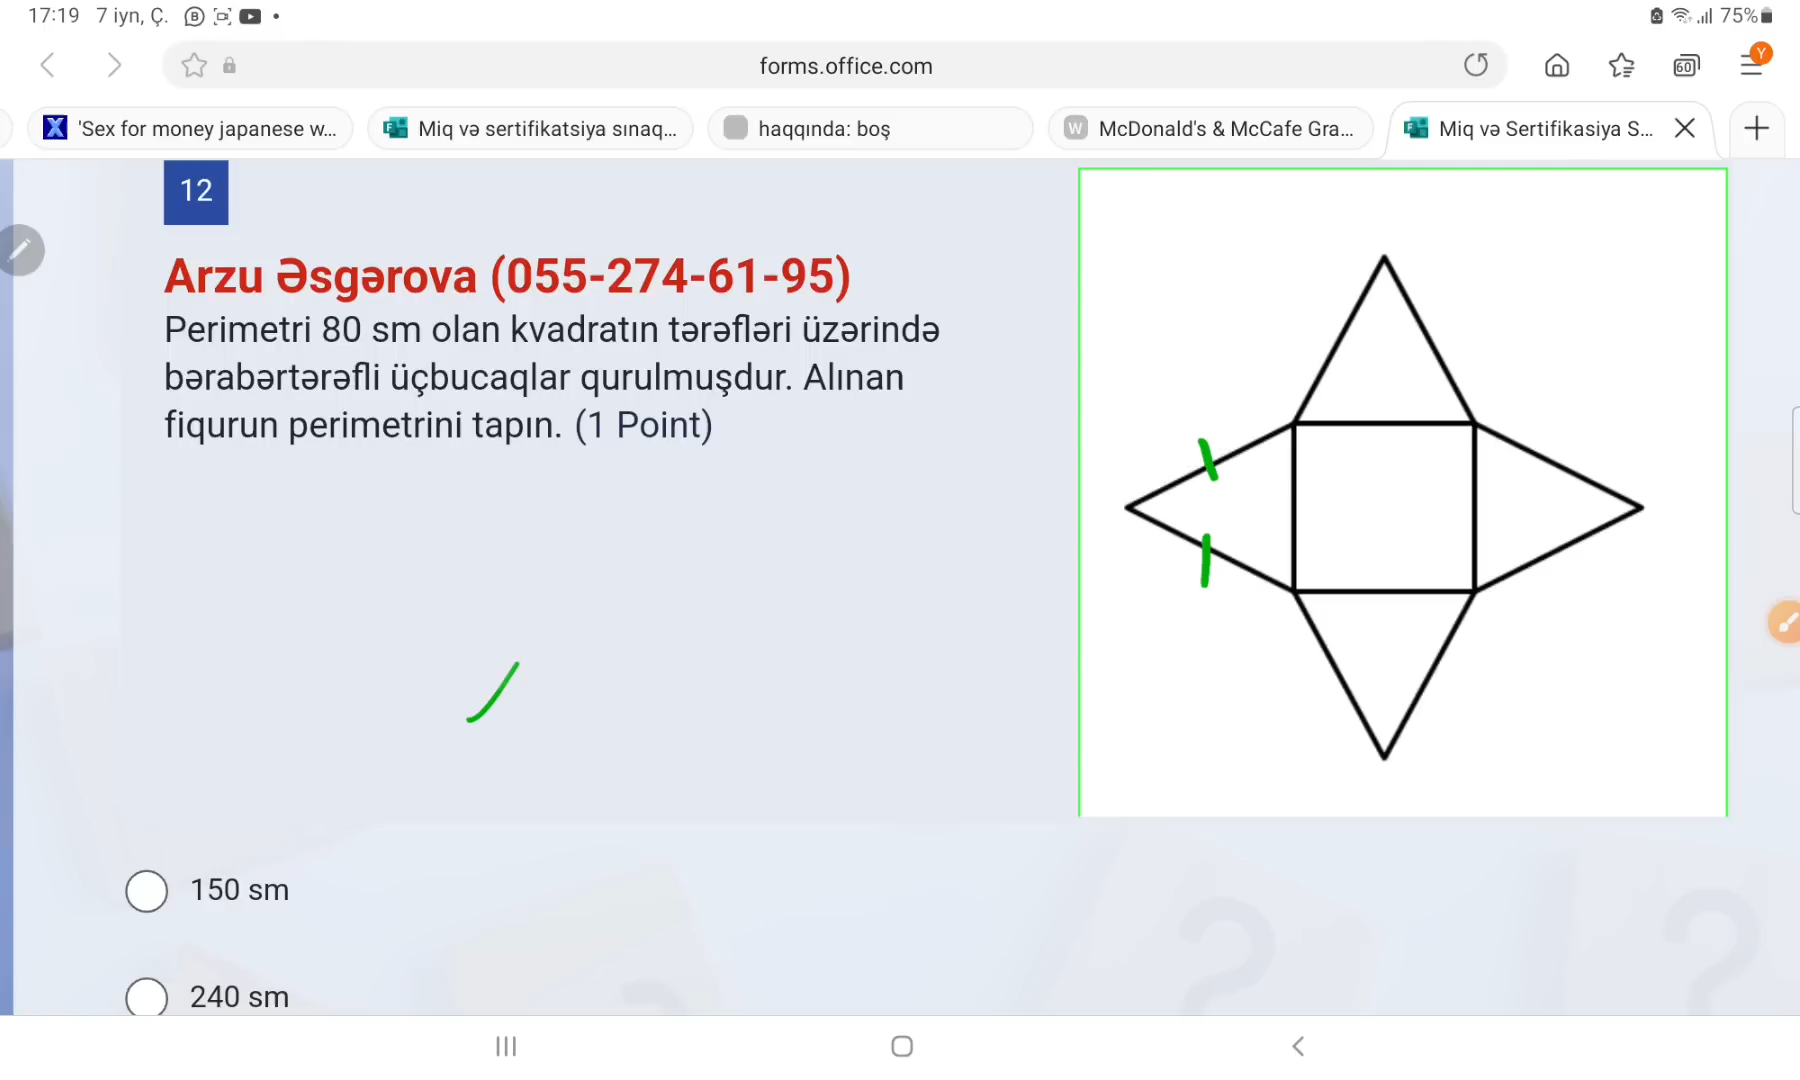 17:19 7 iyn, Ç.
75%
forms.office.com
60
Y
'Sex for money japanese w...
Miq və sertifikatsiya sınaq...
haqqında: boş
W McDonald's & McCafe Gra...
Miq və Sertifikasiya S...
12
Arzu Əsgərova (055-274-61-95)
Perimetri 80 sm olan kvadratın tərəfləri üzərində
bərabərtərəfli üçbucaqlar qurulmuşdur. Alınan
fiqurun perimetrini tapın. (1 Point)
150 sm
240 sm